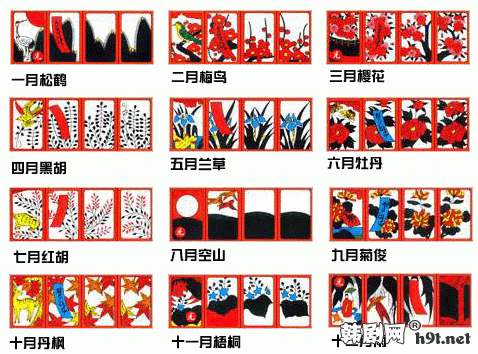 一月松鹤
二月梅鸟
三月樱花
四月黑胡
五月兰草
六月牡丹
七月红胡
八月空山
九月菊俊
十月丹枫
十一月梧桐
韩剧网®
h9t.net